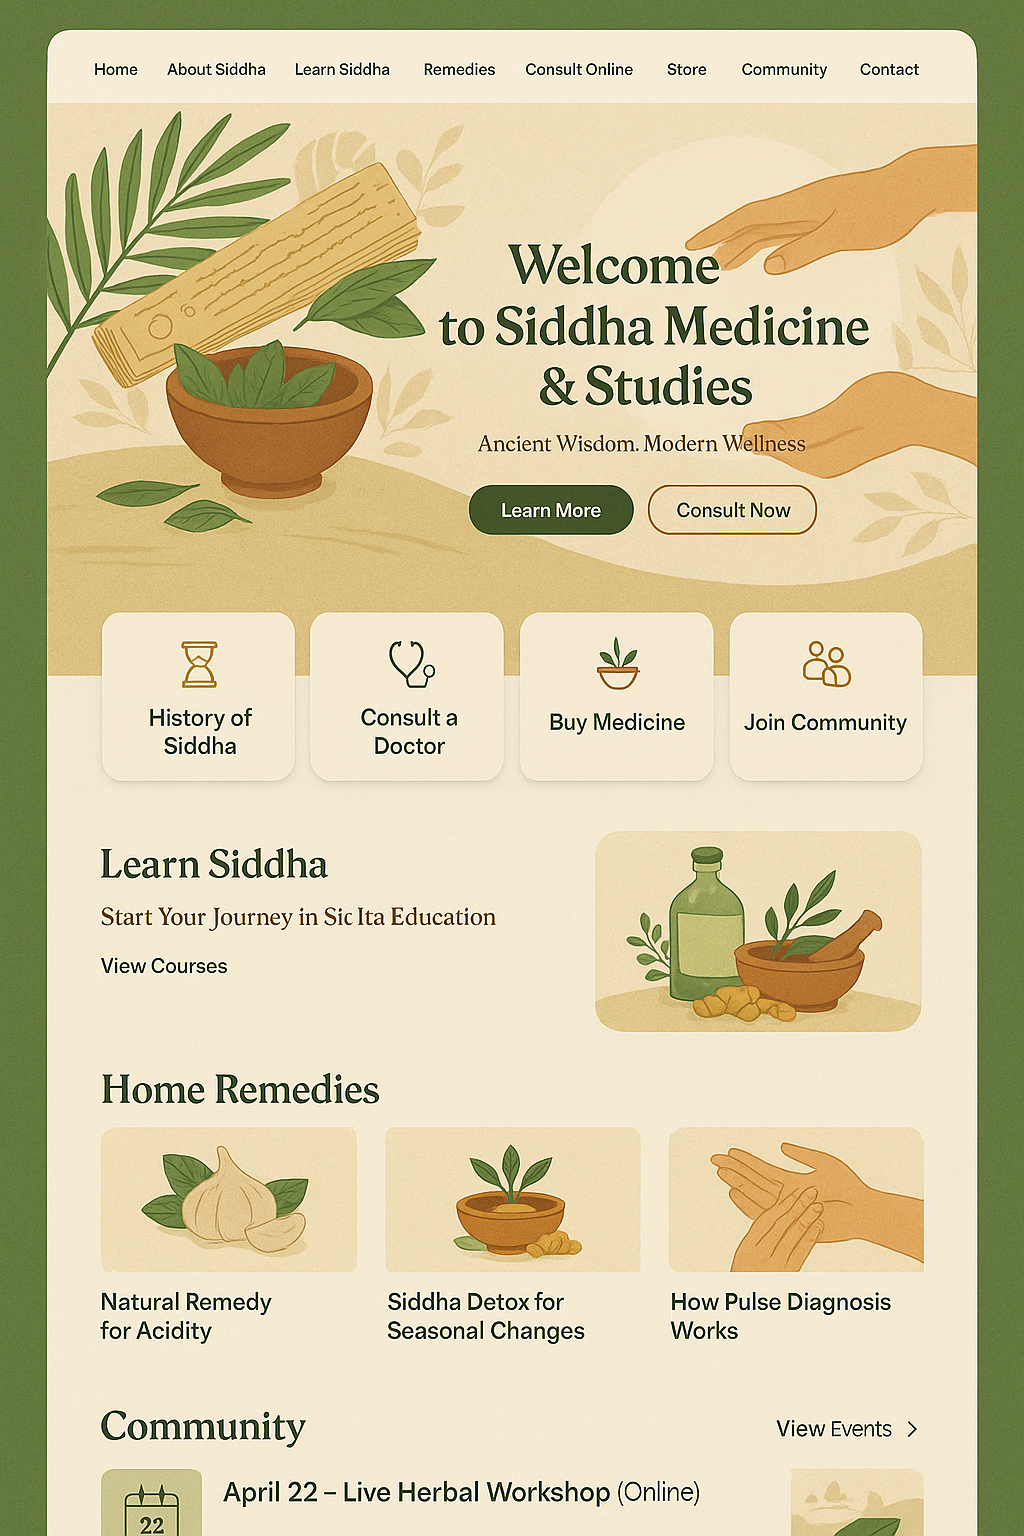 Home About Siddha Learn Siddha Remedies Consult Online Store Community Contact
Welcome
to Siddha Medicine
& Studies
Ancient Wisdom. Modern Wellness
Learn More Consult Now
History of
Siddha
Consult a
Doctor
Buy Medicine
Join Community
Learn Siddha
Start Your Journey in Sic Ita Education
View Courses
Home Remedies
Natural Remedy
for Acidity
Siddha Detox for
Seasonal Changes
How Pulse Diagnosis
Works
Community
View Events
April 22 – Live Herbal Workshop (Online)
22